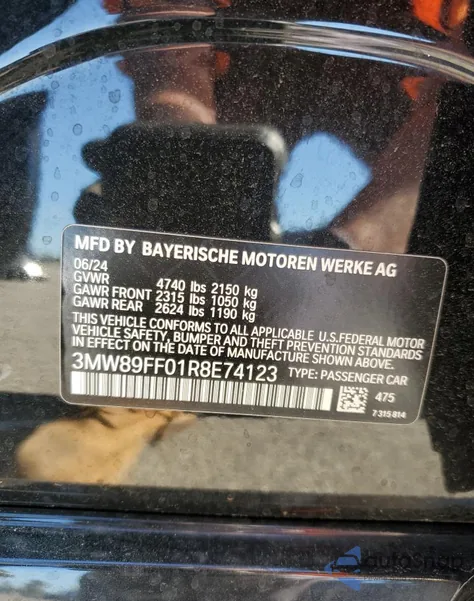 MFD BY BAYERISCHE MOTOREN WERKE AG
06/24
GVWR 4740 lbs 2150 kg
GAWR FRONT 2315 lbs 1050 kg
GAWR REAR 2624 lbs 1190 kg
THIS VEHICLE CONFORMS TO ALL APPLICABLE U.S.FEDERAL MOTOR
VEHICLE SAFETY, BUMPER AND THEFT PREVENTION STANDARDS
IN EFFECT ON THE DATE OF MANUFACTURE SHOWN ABOVE.
3MW89FF01R8E74123 TYPE: PASSENGER CAR
475
7 315 814
autoSnap